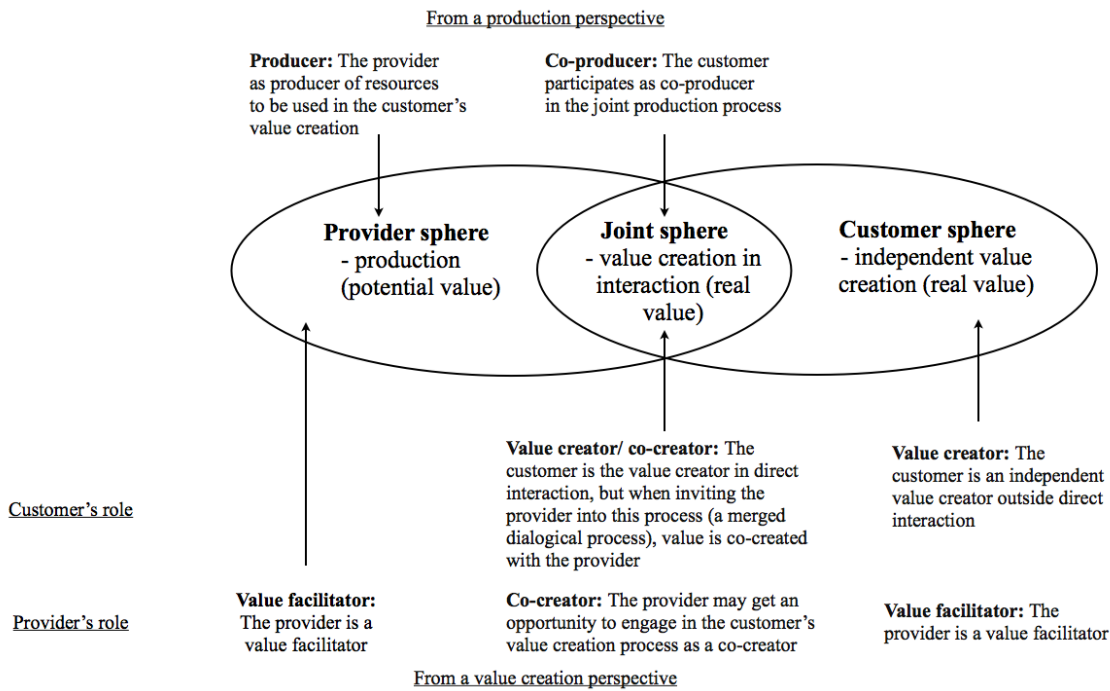 From a production perspective
Producer: The provider
as producer of resources
to be used in the customer's
value creation
Co-producer: The customer
participates as co-producer
in the joint production process
Provider sphere
- production
(potential value)
Joint sphere
- value creation in
interaction (real
value)
Customer sphere
- independent value
creation (real value)
Customer's role
Value creator/ co-creator: The
customer is the value creator in direct
interaction, but when inviting the
provider into this process (a merged
dialogical process), value is co-created
with the provider
Value creator: The
customer is an independent
value creator outside direct
interaction
Provider's role
Value facilitator:
The provider is a
value facilitator
Co-creator: The provider may get an
opportunity to engage in the customer's
value creation process as a co-creator
Value facilitator: The
provider is a value facilitator
From a value creation perspective